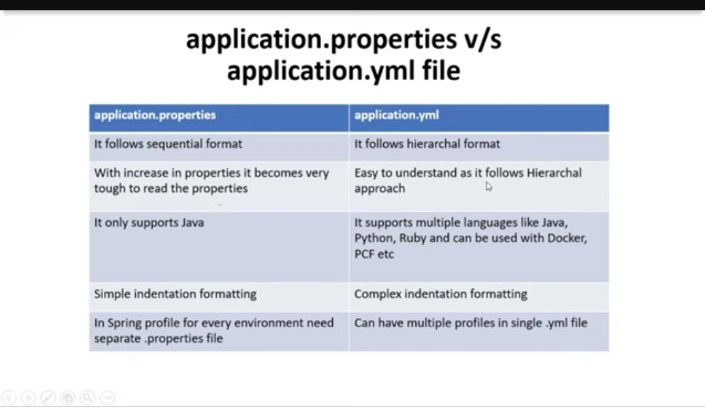 application.properties v/s
application.yml file
application.properties
application.yml
It follows sequential format
It follows hierarchal format
With increase in properties it becomes very
tough to read the properties
Easy to understand as it follows Hierarchal
approach
It only supports Java
It supports multiple languages like Java,
Python, Ruby and can be used with Docker,
PCF etc
Simple indentation formatting
Complex indentation formatting
In Spring profile for every environment need
separate .properties file
Can have multiple profiles in single .yml file